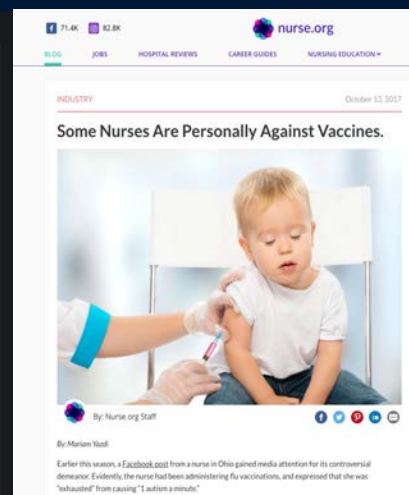 71.4K 82.8K nurse.org
BLOG JOBS HOSPITAL REVIEWS CAREER GUIDES NURSING EDUCATION
INDUSTRY October 13, 2017
Some Nurses Are Personally Against Vaccines.
By: Nurse.org Staff
By: Mariam Yazdi
Earlier this season, a Facebook post from a nurse in Ohio gained media attention for its controversial
demeanor. Evidently, the nurse had been administering flu vaccinations, and expressed that she was
"exhausted" from causing "1 autism a minute."